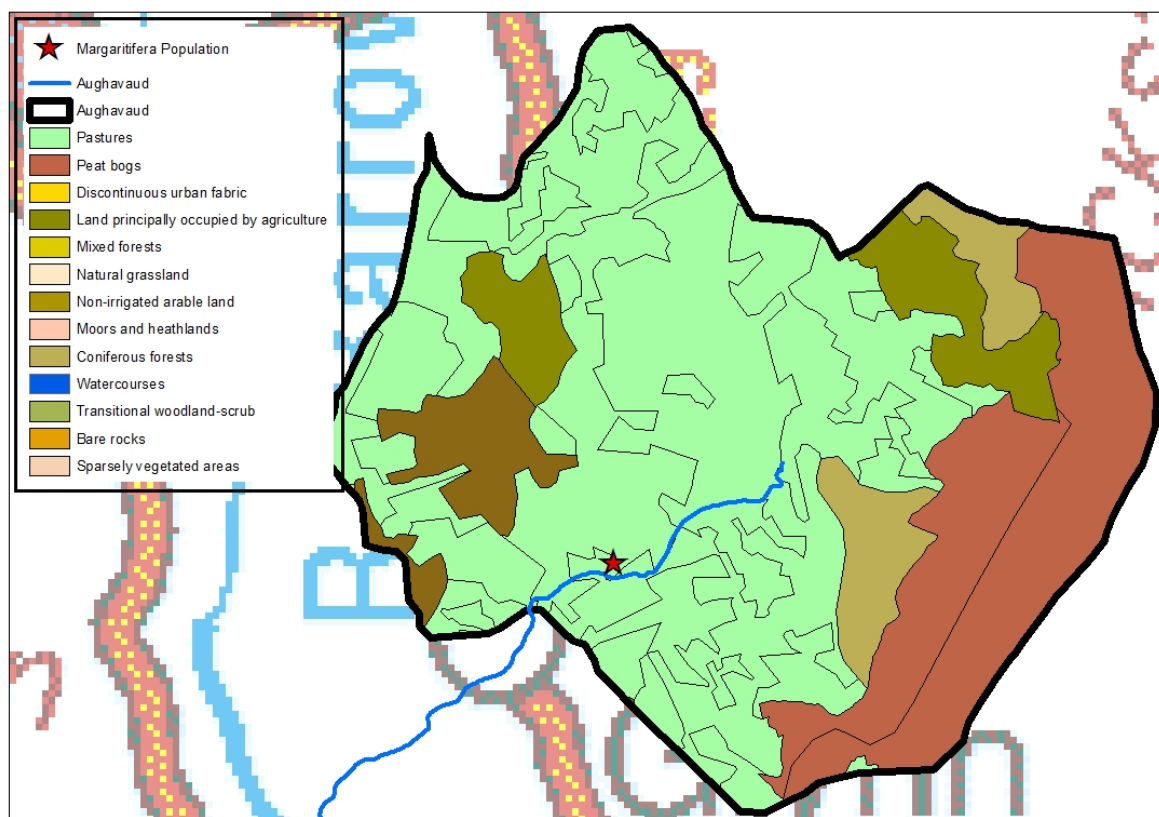 Margaritifera Population
Aughavaud
Aughavaud
Pastures
Peat bogs
Discontinuous urban fabric
Land principally occupied by agriculture
Mixed forests
Natural grassland
Non-irrigated arable land
Moors and heathlands
Coniferous forests
Watercourses
Transitional woodland-scrub
Bare rocks
Sparsely vegetated areas